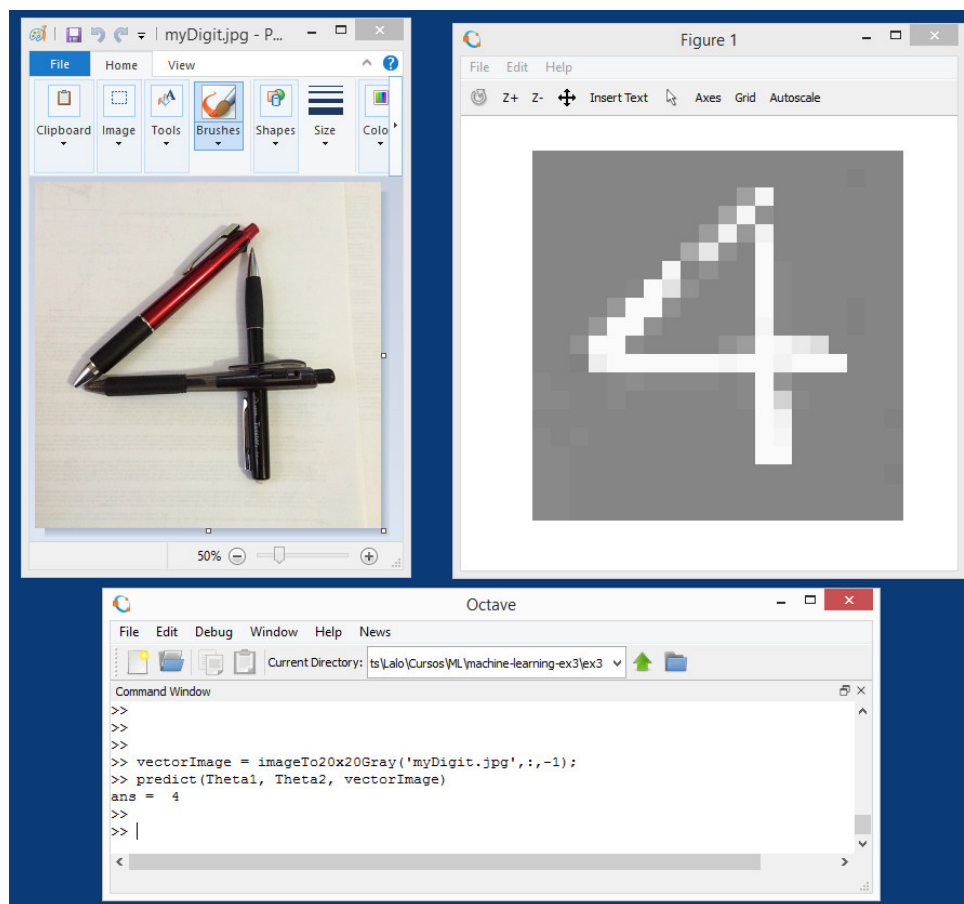 myDigit.jpg - P...
File Home View
Clipboard Image Tools Brushes Shapes Size Colo
50%
Figure 1
File Edit Help
Z+ Z- Insert Text Axes Grid Autoscale
Octave
File Edit Debug Window Help News
Current Directory: ts\Lalo\Cursos\ML\machine-learning-ex3\ex3
Command Window
>>
>>
>>
>> vectorImage = imageTo20x20Gray('myDigit.jpg',:,-1);
>> predict(Theta1, Theta2, vectorImage)
ans = 4
>>
>>